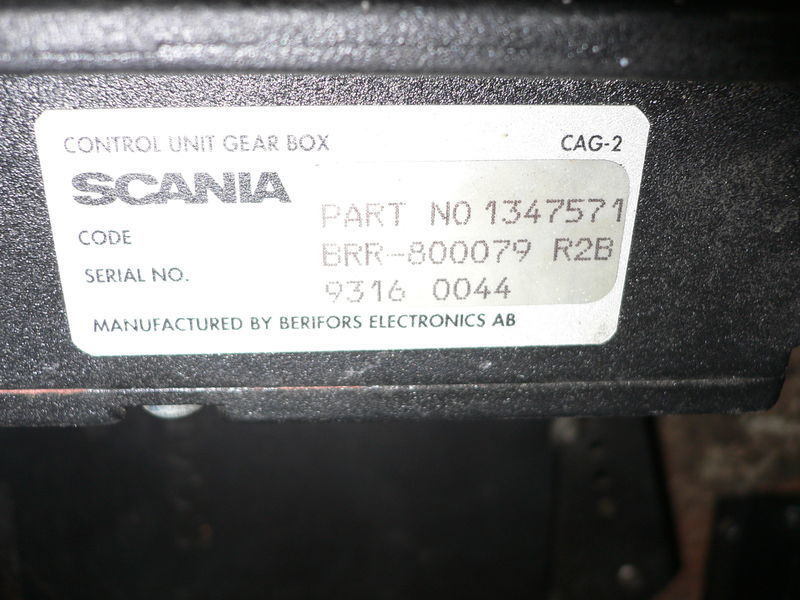 CONTROL UNIT GEAR BOX CAG-2
SCANIA
PART NO 1347571
CODE BRR-800079 R2B
SERIAL NO. 9316 0044
MANUFACTURED BY BERIFORS ELECTRONICS AB